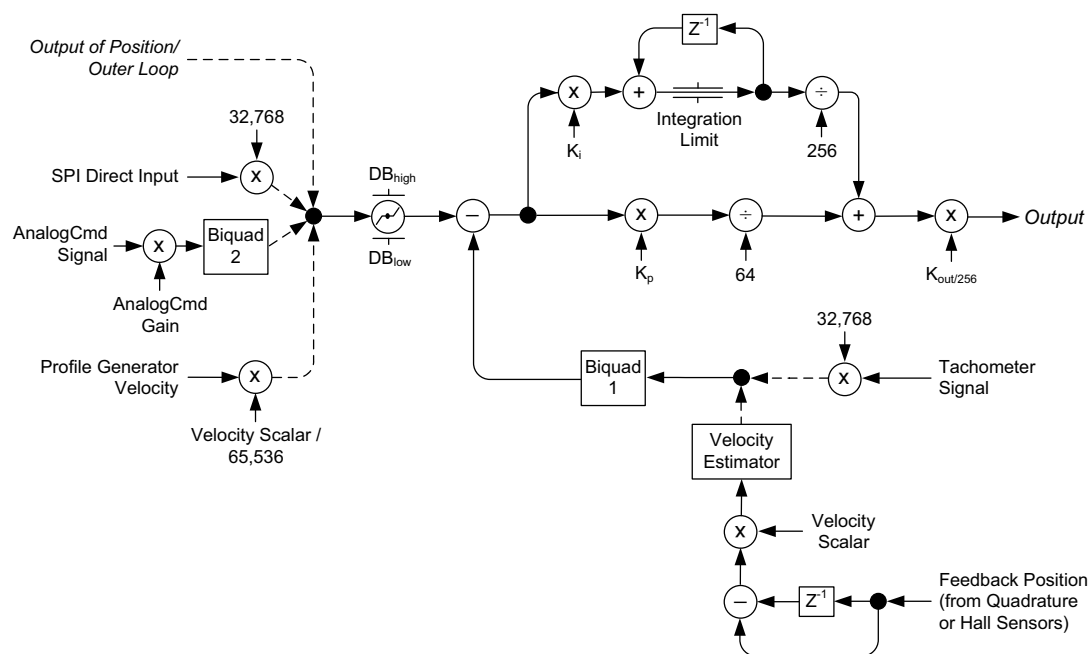 Output of Position/
Outer Loop
Z⁻¹
32,768
x
+
÷
Integration
Limit
Kᵢ
256
SPI Direct Input
x
DBhigh
AnalogCmd
Signal
x
Biquad
2
−
x
÷
+
x
Output
DBlow
Kp
64
Kout/256
AnalogCmd
Gain
32,768
Profile Generator
Velocity
x
Biquad
1
x
Tachometer
Signal
Velocity Scalar /
65,536
Velocity
Estimator
x
Velocity
Scalar
−
Z⁻¹
Feedback Position
(from Quadrature
or Hall Sensors)